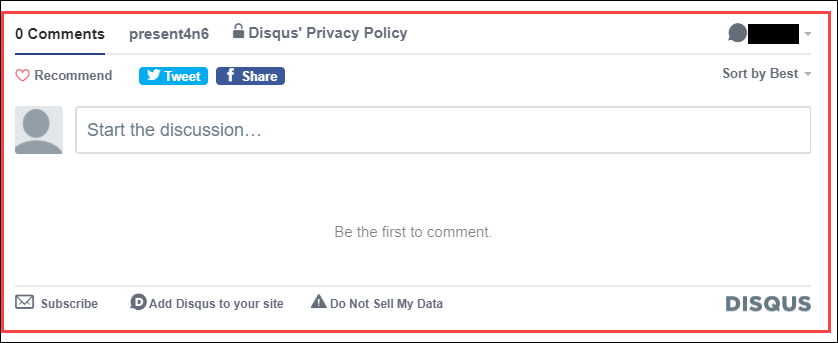 0 Comments present4n6 Disqus' Privacy Policy
Recommend Tweet Share Sort by Best
Start the discussion…
Be the first to comment.
Subscribe Add Disqus to your site Do Not Sell My Data DISQUS